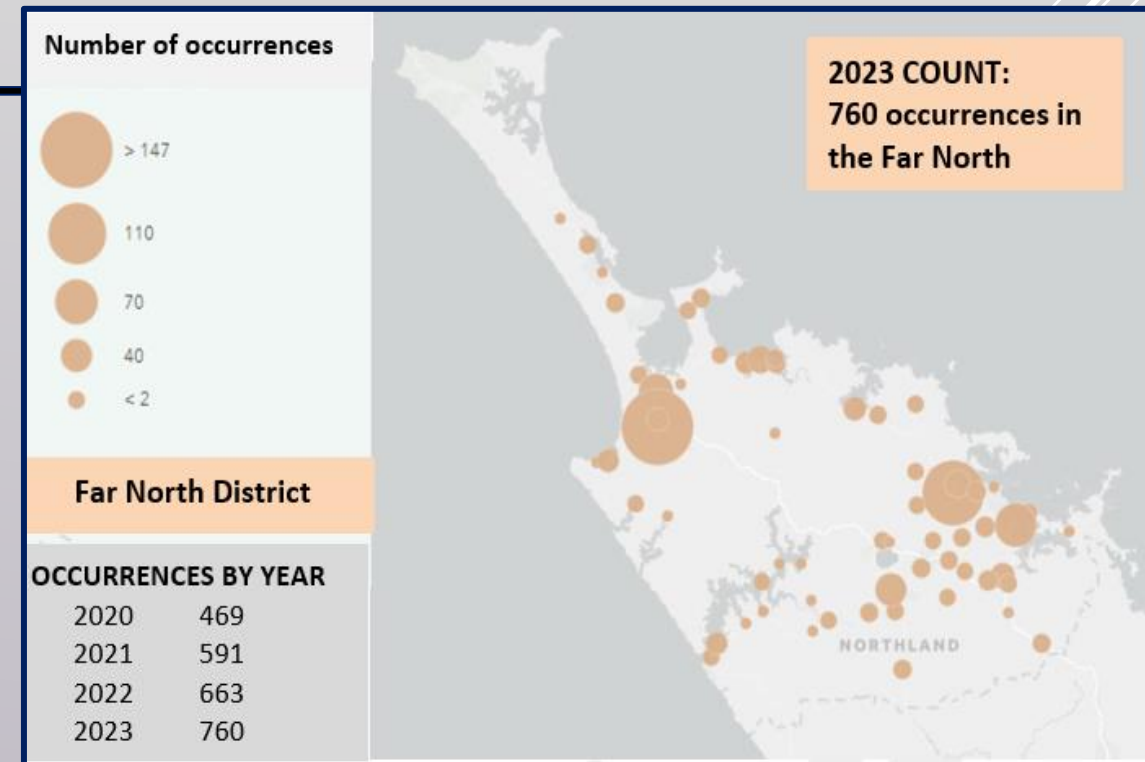 Number of occurrences
> 147
110
70
40
< 2
Far North District
OCCURRENCES BY YEAR
2020 469
2021 591
2022 663
2023 760
2023 COUNT:
760 occurrences in
the Far North
NORTHLAND